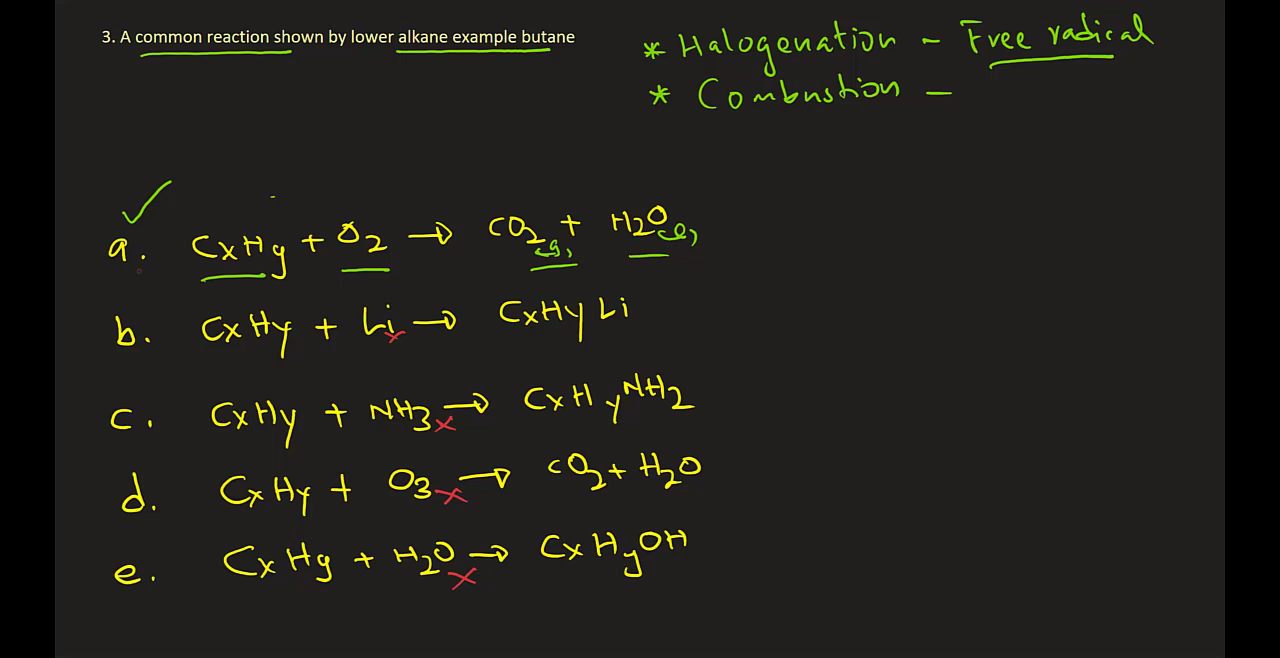 3. A common reaction shown by lower alkane example butane
* Halogenation - Free radical
* Combustion -
a. CxHy + O2 → CO2(g) + H2O(l)
b. CxHy + Li → CxHyLi
c. CxHy + NH3 → CxHyNH2
d. CxHy + O3 → CO2 + H2O
e. CxHy + H2O → CxHyOH